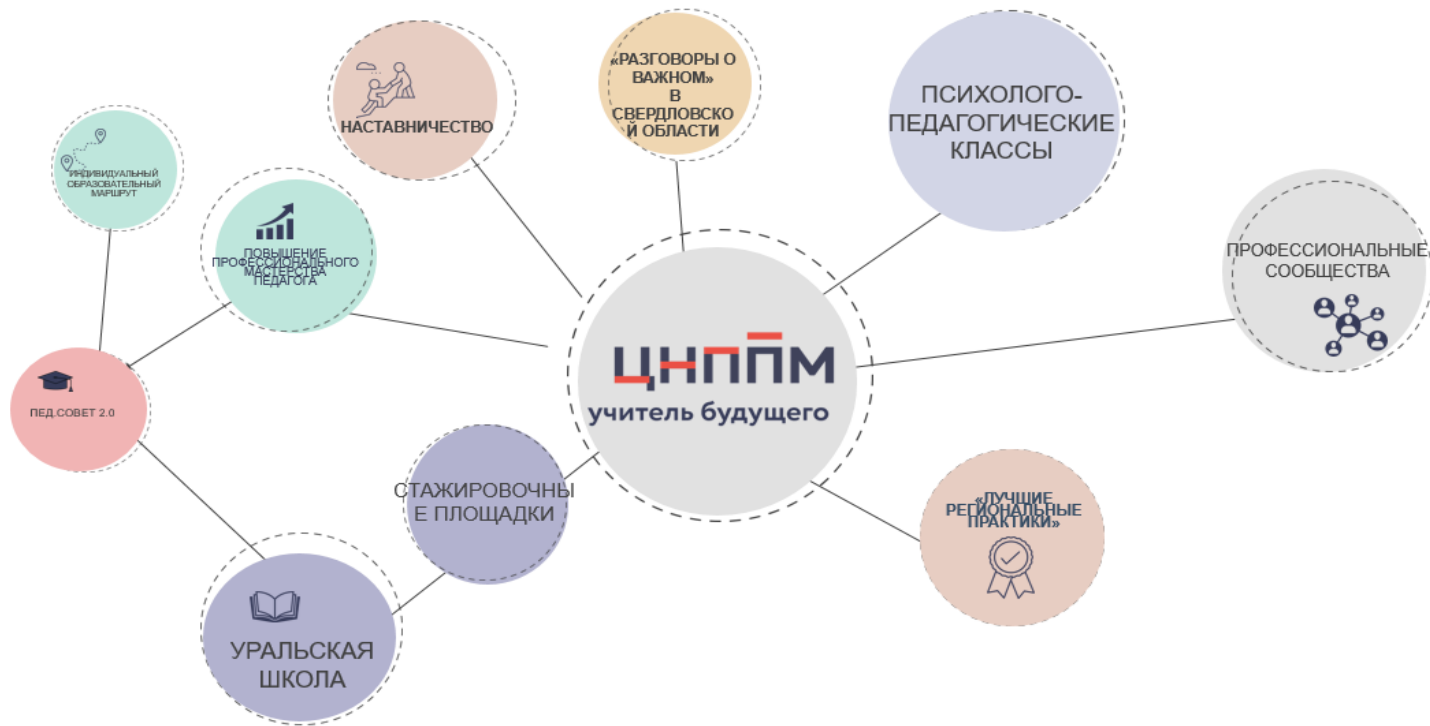 «РАЗГОВОРЫ О
ВАЖНОМ»
В
СВЕРДЛОВСКО
Й ОБЛАСТИ
НАСТАВНИЧЕСТВО
ПСИХОЛОГО-
ПЕДАГОГИЧЕСКИЕ
КЛАССЫ
ИНДИВИДУАЛЬНЫЙ
ОБРАЗОВАТЕЛЬНЫЙ
МАРШРУТ
ПОВЫШЕНИЕ
ПРОФЕССИОНАЛЬНОГО
МАСТЕРСТВА
ПЕДАГОГА
ПРОФЕССИОНАЛЬНЫЕ
СООБЩЕСТВА
ЦНППМ
учитель будущего
ПЕД.СОВЕТ 2.0
СТАЖИРОВОЧНЫ
Е ПЛОЩАДКИ
«ЛУЧШИЕ
РЕГИОНАЛЬНЫЕ
ПРАКТИКИ»
УРАЛЬСКАЯ
ШКОЛА